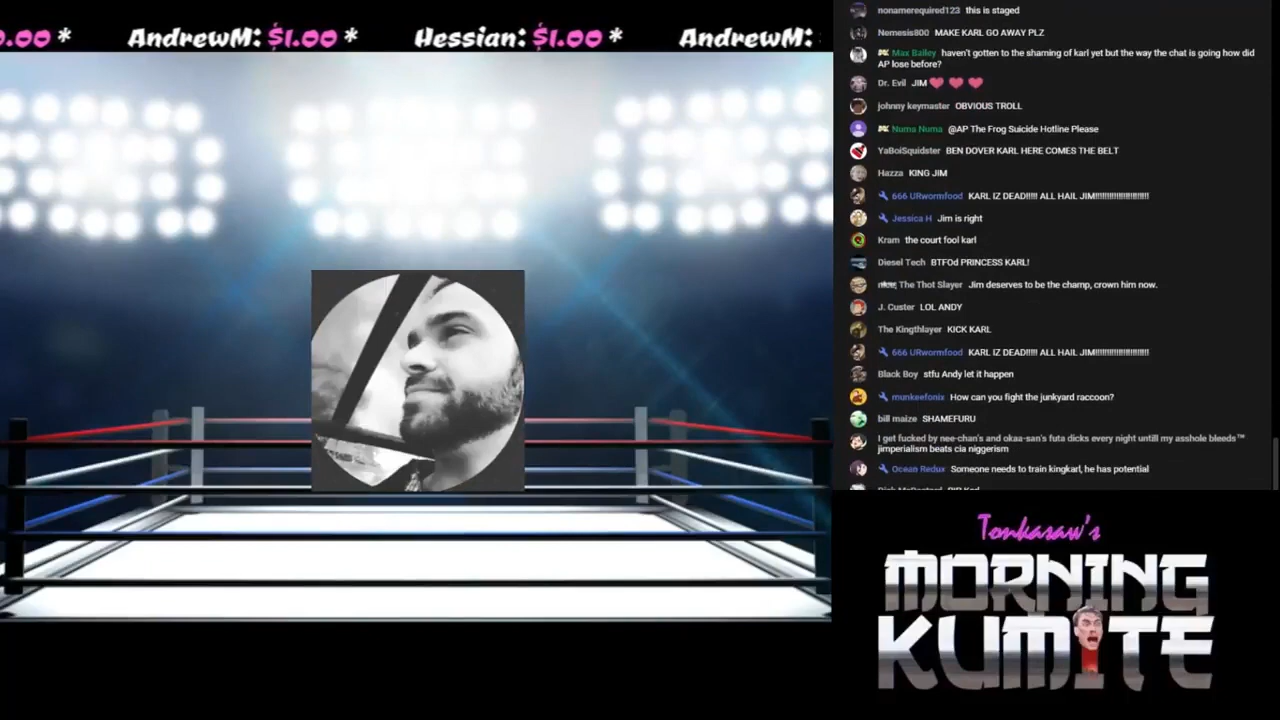 0.00 * AndrewM: $1.00 * Hessian: $1.00 * AndrewM:
nonamerequired123 this is staged
Nemesis800 MAKE KARL GO AWAY PLZ
Max Bailey haven't gotten to the shaming of karl yet but the way the chat is going how did
AP lose before?
Dr. Evil JIM
johnny keymaster OBVIOUS TROLL
Numa Numa @AP The Frog Suicide Hotline Please
YaBoiSquidster BEN DOVER KARL HERE COMES THE BELT
Hazza KING JIM
666 URwormfood KARL IZ DEAD!!!!! ALL HAIL JIM!!!!!!!!!!!!!!!!!!!!!!!!
Jessica H Jim is right
Kram the court fool karl
Diesel Tech BTFOd PRINCESS KARL!
The Thot Slayer Jim deserves to be the champ, crown him now.
J. Custer LOL ANDY
The Kingthlayer KICK KARL
666 URwormfood KARL IZ DEAD!!!!! ALL HAIL JIM!!!!!!!!!!!!!!!!!!!!!!!!
Black Boy stfu Andy let it happen
munkeefonix How can you fight the junkyard raccoon?
bill maize SHAMEFURU
I get fucked by nee-chan's and okaa-san's futa dicks every night untill my asshole bleeds™
jimperialism beats cia niggerism
Ocean Redux Someone needs to train kingkarl, he has potential
Tonkasaw's
MORNING
KUMITE